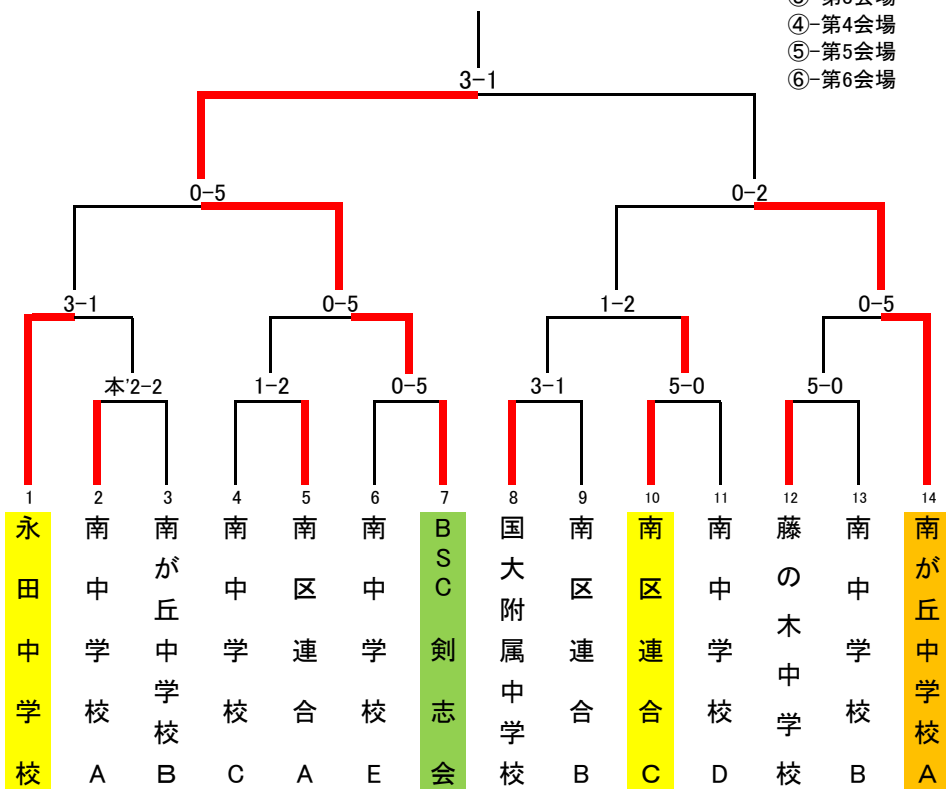 ④-第4会場
⑤-第5会場
⑥-第6会場
3-1
0-5
0-2
3-1
0-5
1-2
0-5
本'2-2
1-2
0-5
3-1
5-0
5-0
1
2
3
4
5
6
7
8
9
10
11
12
13
14
永田中学校
南中学校A
南が丘中学校B
南中学校C
南区連合A
南中学校E
BSC剣志会
国大附属中学校
南区連合B
南区連合C
南中学校D
藤の木中学校
南中学校B
南が丘中学校A